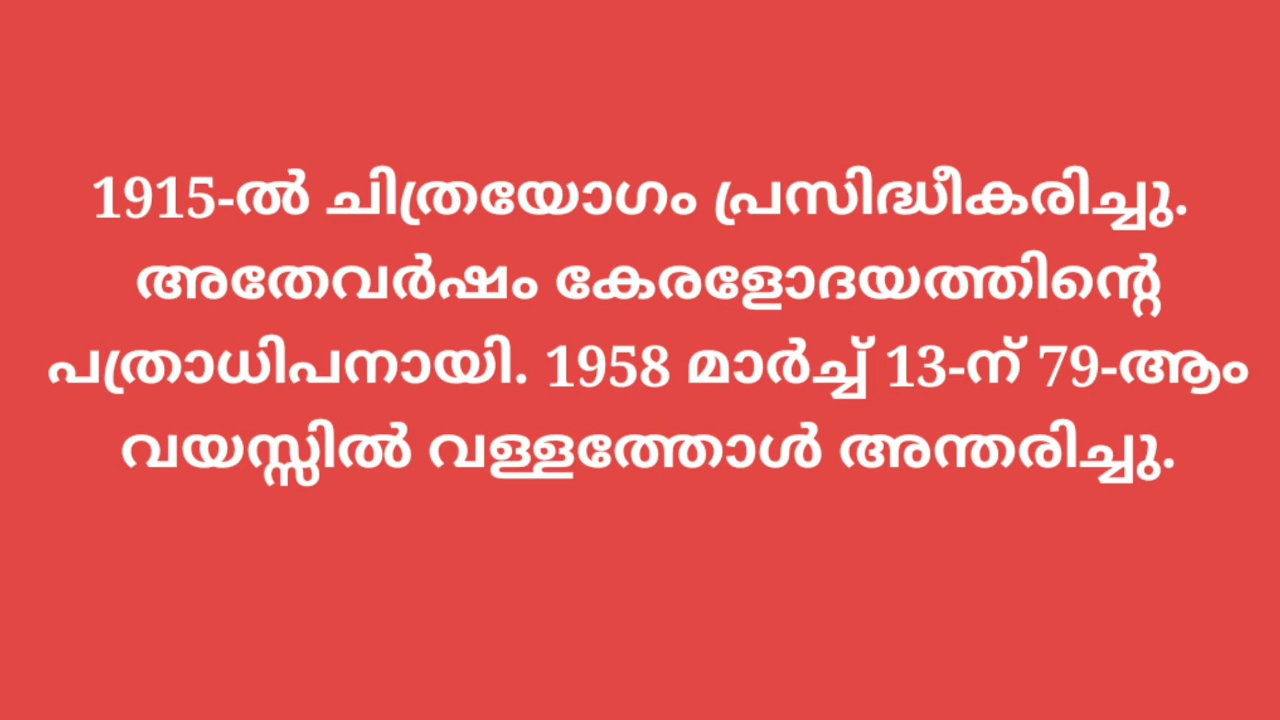 1915-ൽ ചിത്രയോഗം പ്രസിദ്ധീകരിച്ചു.
അതേവർഷം കേരളോദയത്തിന്റെ
പത്രാധിപനായി. 1958 മാർച്ച് 13-ന് 79-ആം
വയസ്സിൽ വള്ളത്തോൾ അന്തരിച്ചു.